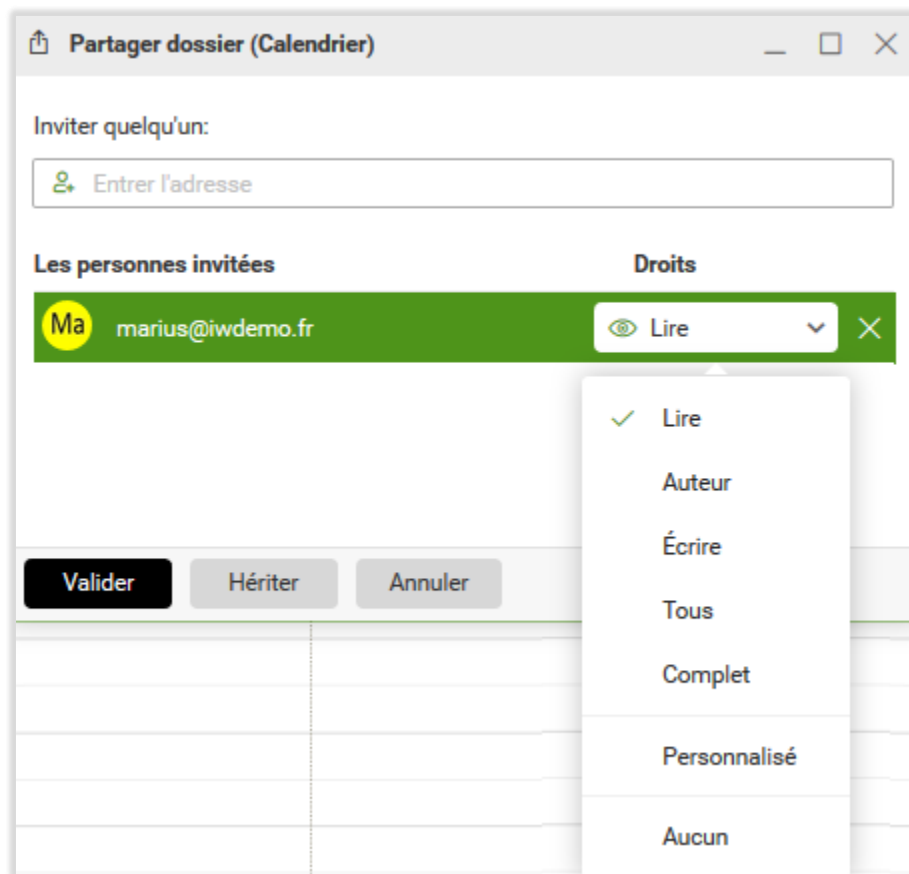 Partager dossier (Calendrier)
Inviter quelqu'un:
Entrer l'adresse
Les personnes invitées Droits
Ma marius@iwdemo.fr Lire
Lire
Auteur
Écrire
Tous
Complet
Personnalisé
Aucun
Valider Hériter Annuler